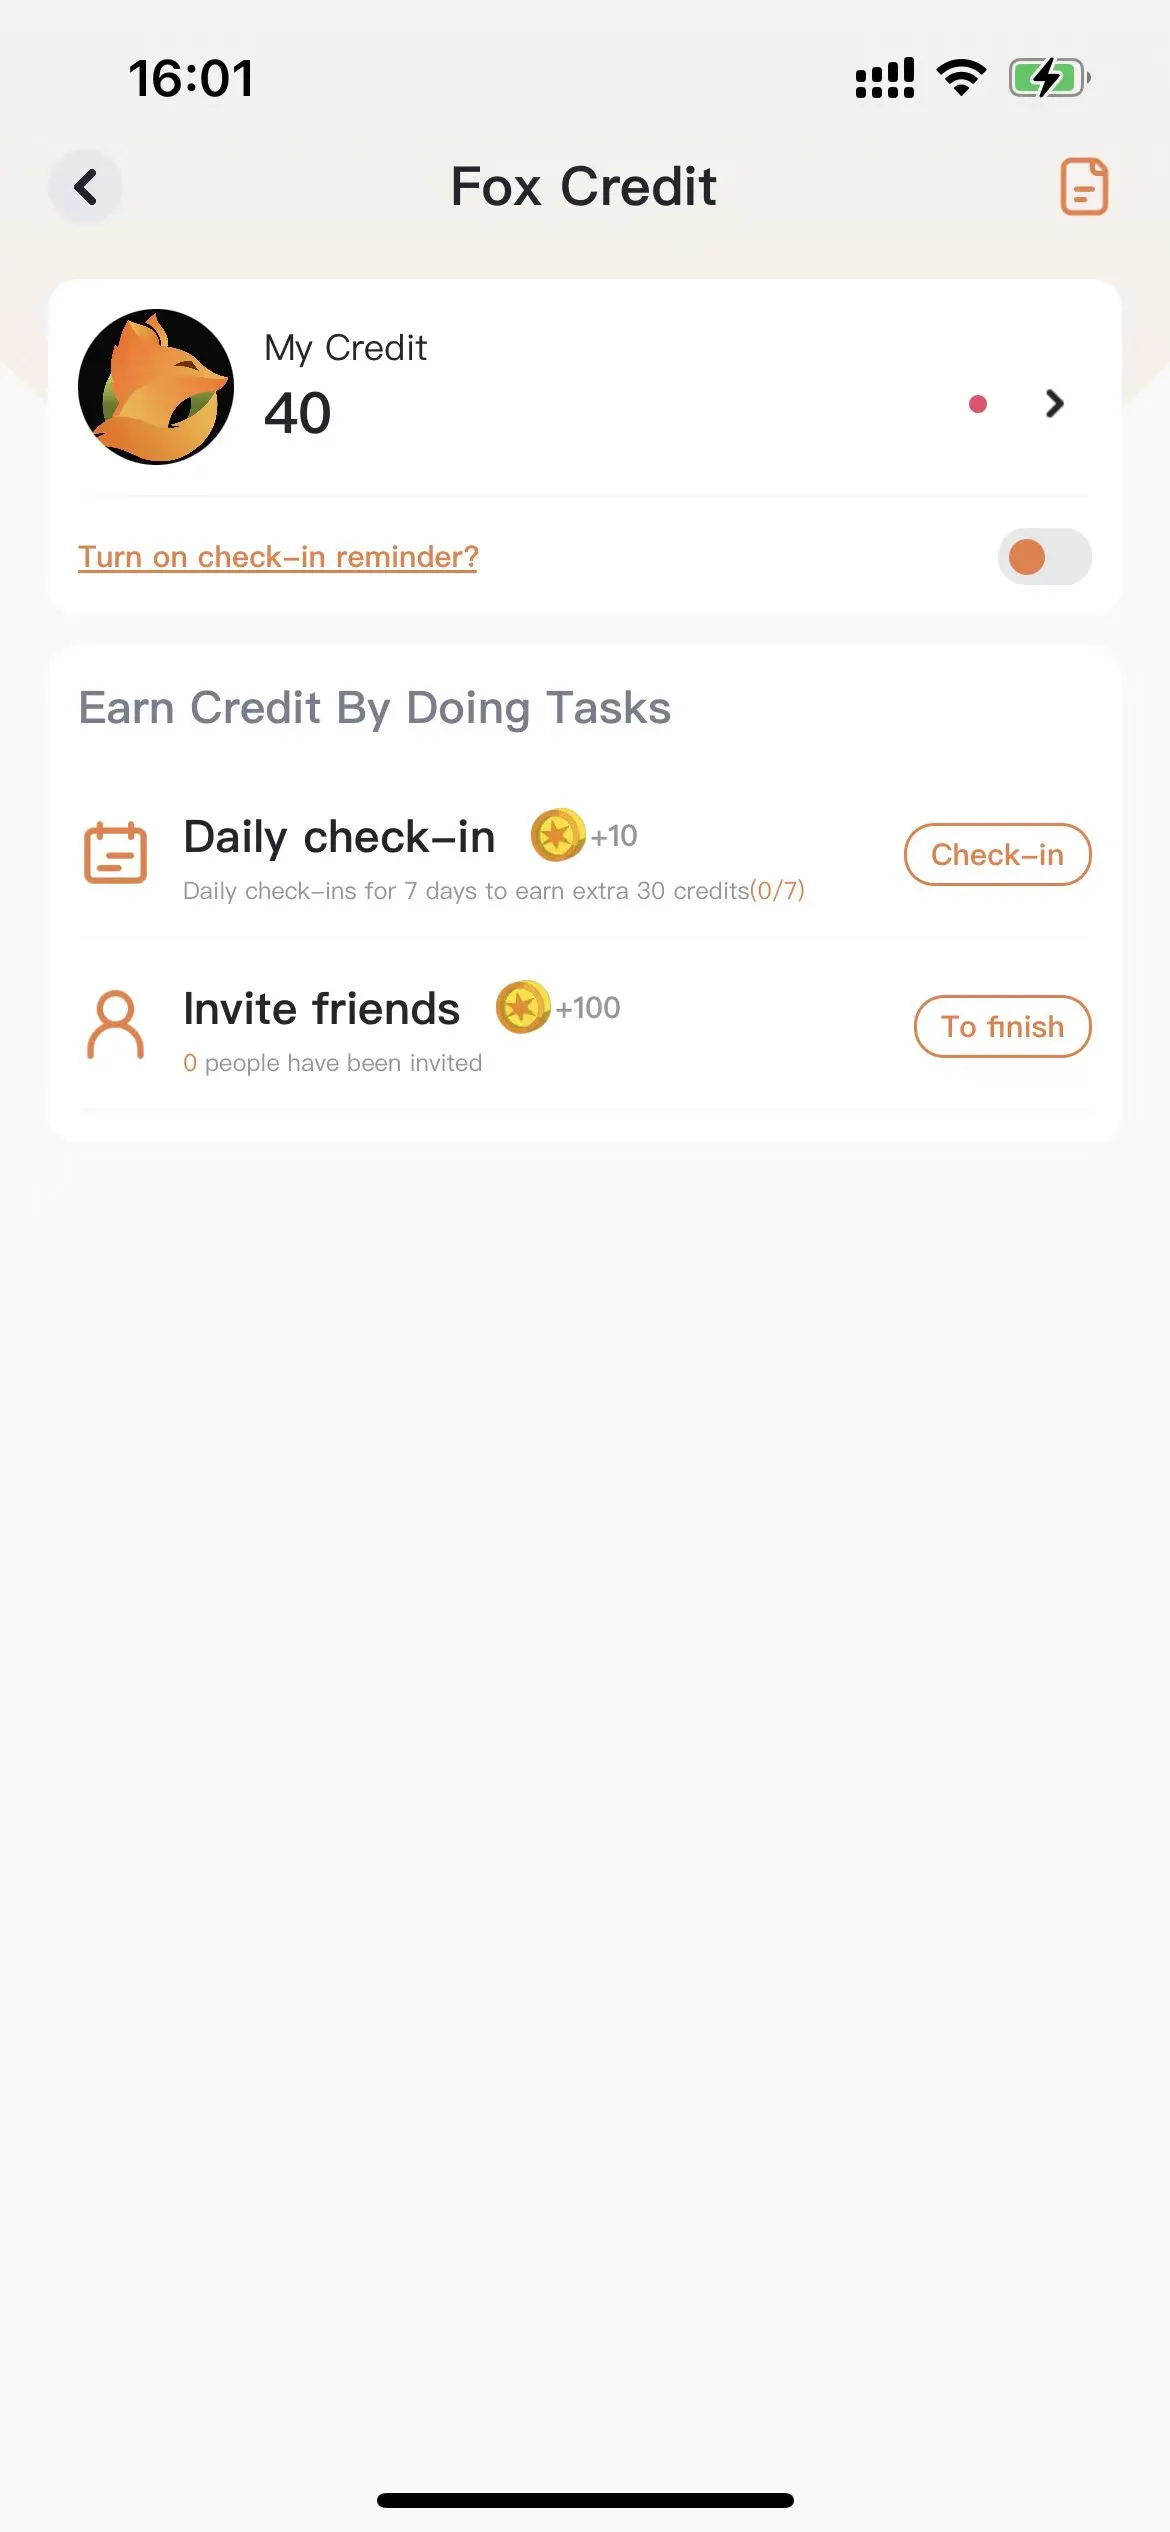 16:01
Fox Credit
My Credit
40
Turn on check-in reminder?
Earn Credit By Doing Tasks
Daily check-in +10
Daily check-ins for 7 days to earn extra 30 credits(0/7)
Check-in
Invite friends +100
0 people have been invited
To finish